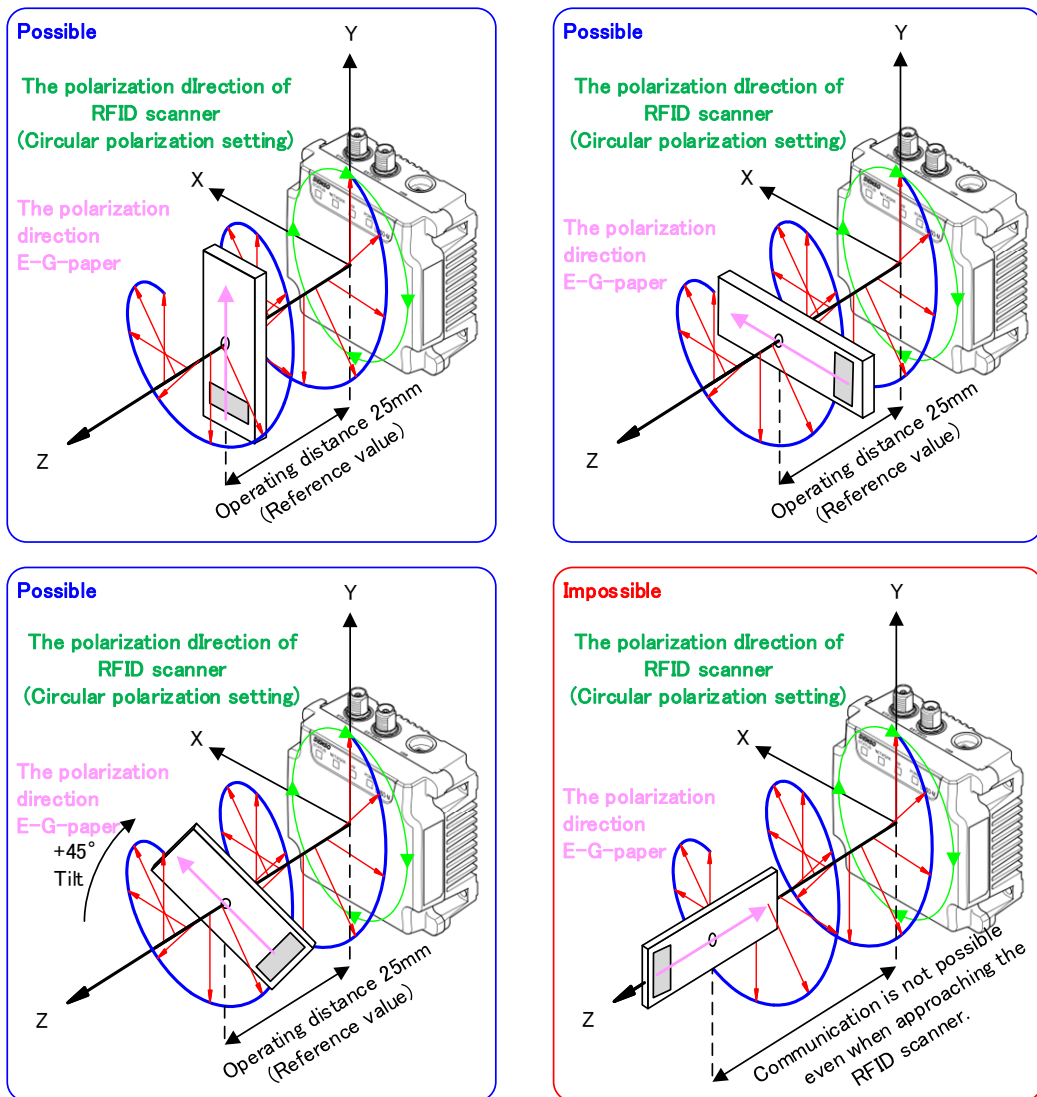 Possible
Y
The polarization dIrection of
RFID scanner
(Circular polarization setting)
X
The polarization
direction
E-G-paper
Z
Operating distance 25mm
(Reference value)
Possible
Y
The polarization dIrection of
RFID scanner
(Circular polarization setting)
X
The polarization
direction
E-G-paper
Z
Operating distance 25mm
(Reference value)
Possible
Y
The polarization dIrection of
RFID scanner
(Circular polarization setting)
X
The polarization
direction
E-G-paper
+45°
Tilt
Z
Operating distance 25mm
(Reference value)
Impossible
Y
The polarization dIrection of
RFID scanner
(Circular polarization setting)
X
The polarization
direction
E-G-paper
Z
Communication is not possible
even when approaching the
RFID scanner.